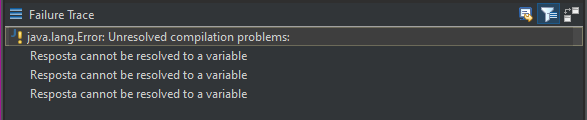 Failure Trace
java.lang.Error: Unresolved compilation problems:
Resposta cannot be resolved to a variable
Resposta cannot be resolved to a variable
Resposta cannot be resolved to a variable